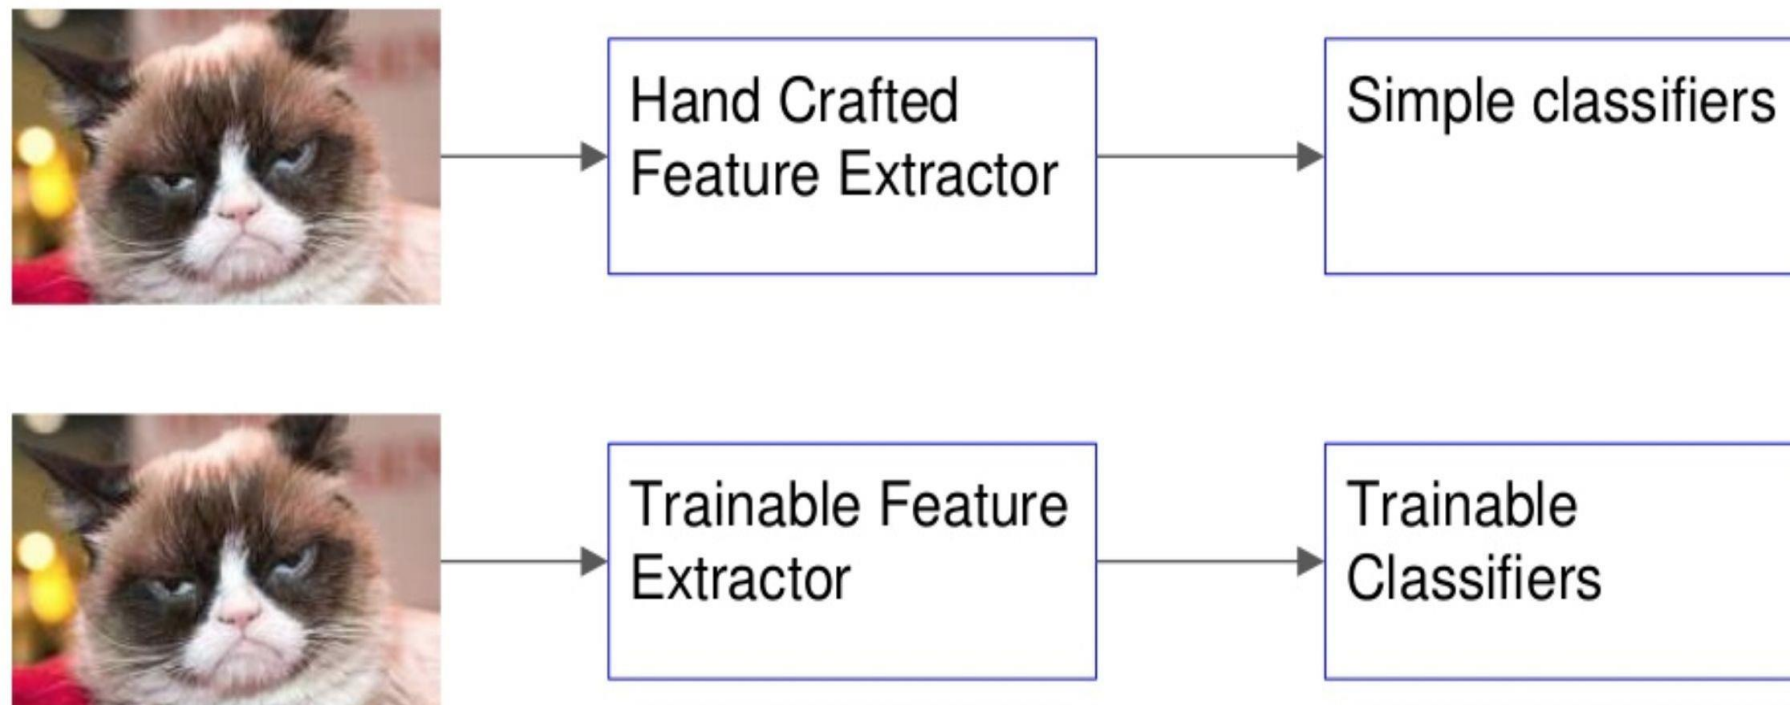 Hand Crafted
Feature Extractor
Simple classifiers
Trainable Feature
Extractor
Trainable
Classifiers